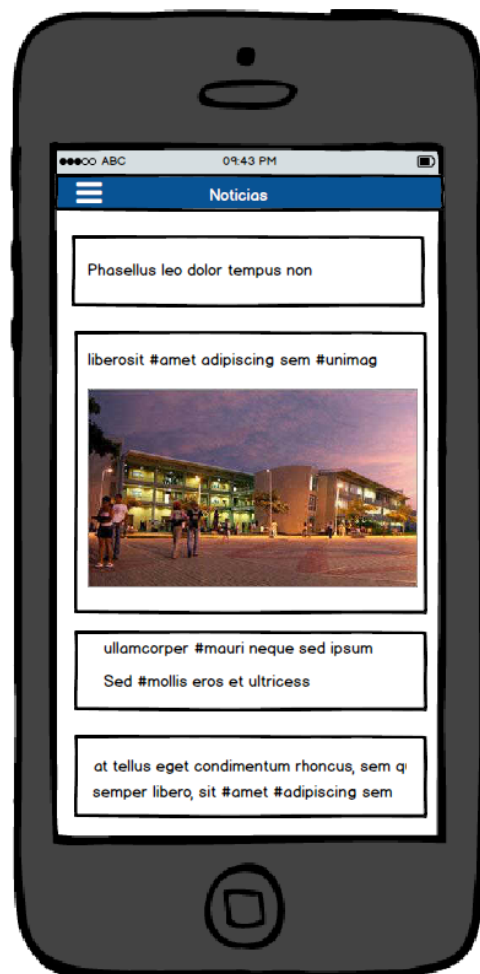 ABC
09:43 PM
Noticias
Phasellus leo dolor tempus non
liberosit #amet adipiscing sem #unimag
ullamcorper #mauri neque sed ipsum
Sed #mollis eros et ultricess
at tellus eget condimentum rhoncus, sem
semper libero, sit #amet #adipiscing sem